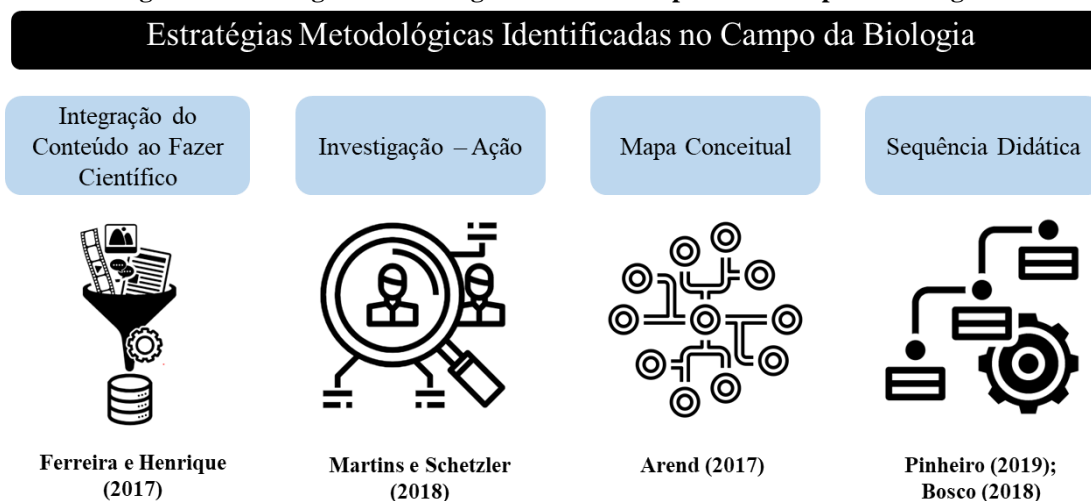 Estratégias Metodológicas Identificadas no Campo da Biologia
Integração do
Conteúdo ao Fazer
Científico
Investigação – Ação
Mapa Conceitual
Sequência Didática
Ferreira e Henrique
(2017)
Martins e Schetzler
(2018)
Arend (2017)
Pinheiro (2019);
Bosco (2018)